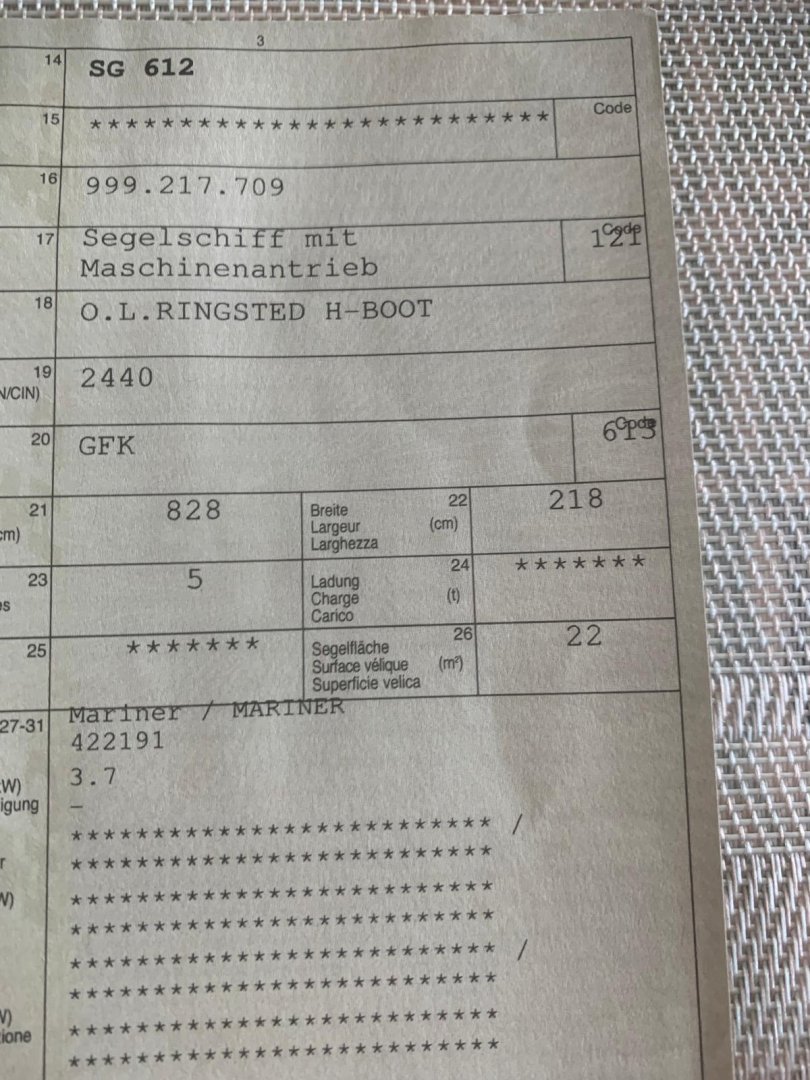 3
14 SG 612
15 ************************** Code
16 999.217.709
17 Segelschiff mit Code 121
Maschinenantrieb
18 O.L.RINGSTED H-BOOT
19 2440
N/CIN)
20 GFK Code 613
21 828 Breite 22 218
cm) Largeur (cm)
Larghezza
23 5 Ladung 24 *******
es Charge (t)
Carico
25 ******* Segelfläche 26 22
Surface vélique (m²)
Superficie velica
27-31 Mariner / MARINER
422191
W) 3.7
igung –
************************** /
r **************************
W) **************************
**************************
************************** /
**************************
W) **************************
zione **************************